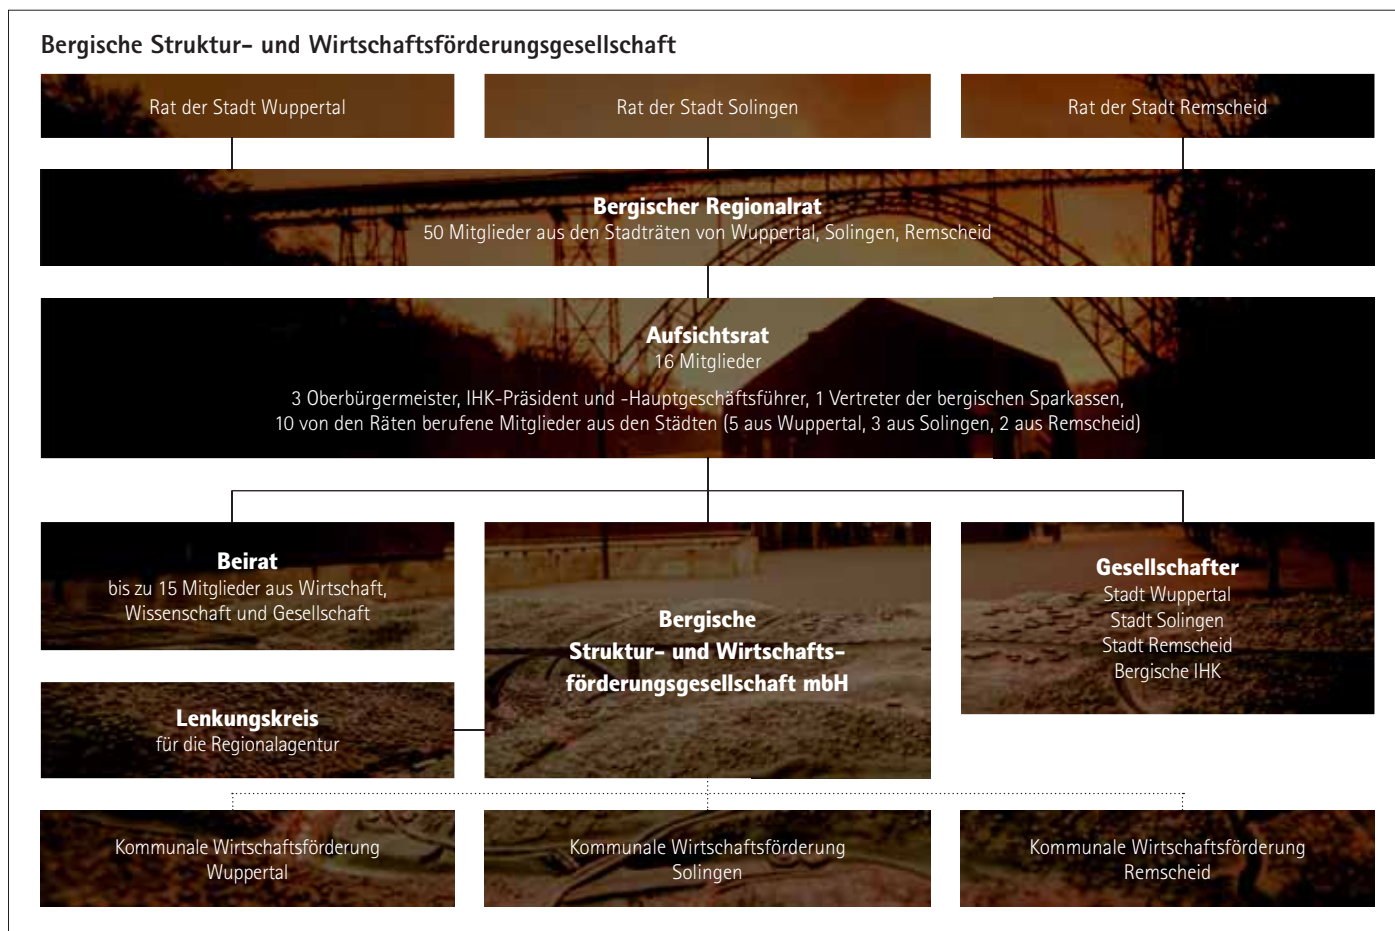 Bergische Struktur- und Wirtschaftsförderungsgesellschaft
Rat der Stadt Wuppertal
Rat der Stadt Solingen
Rat der Stadt Remscheid
Bergischer Regionalrat
50 Mitglieder aus den Stadträten von Wuppertal, Solingen, Remscheid
Aufsichtsrat
16 Mitglieder
3 Oberbürgermeister, IHK-Präsident und -Hauptgeschäftsführer, 1 Vertreter der bergischen Sparkassen,
10 von den Räten berufene Mitglieder aus den Städten (5 aus Wuppertal, 3 aus Solingen, 2 aus Remscheid)
Beirat
bis zu 15 Mitglieder aus Wirtschaft,
Wissenschaft und Gesellschaft
Lenkungskreis
für die Regionalagentur
Bergische
Struktur- und Wirtschafts-
förderungsgesellschaft mbH
Gesellschafter
Stadt Wuppertal
Stadt Solingen
Stadt Remscheid
Bergische IHK
Kommunale Wirtschaftsförderung
Wuppertal
Kommunale Wirtschaftsförderung
Solingen
Kommunale Wirtschaftsförderung
Remscheid